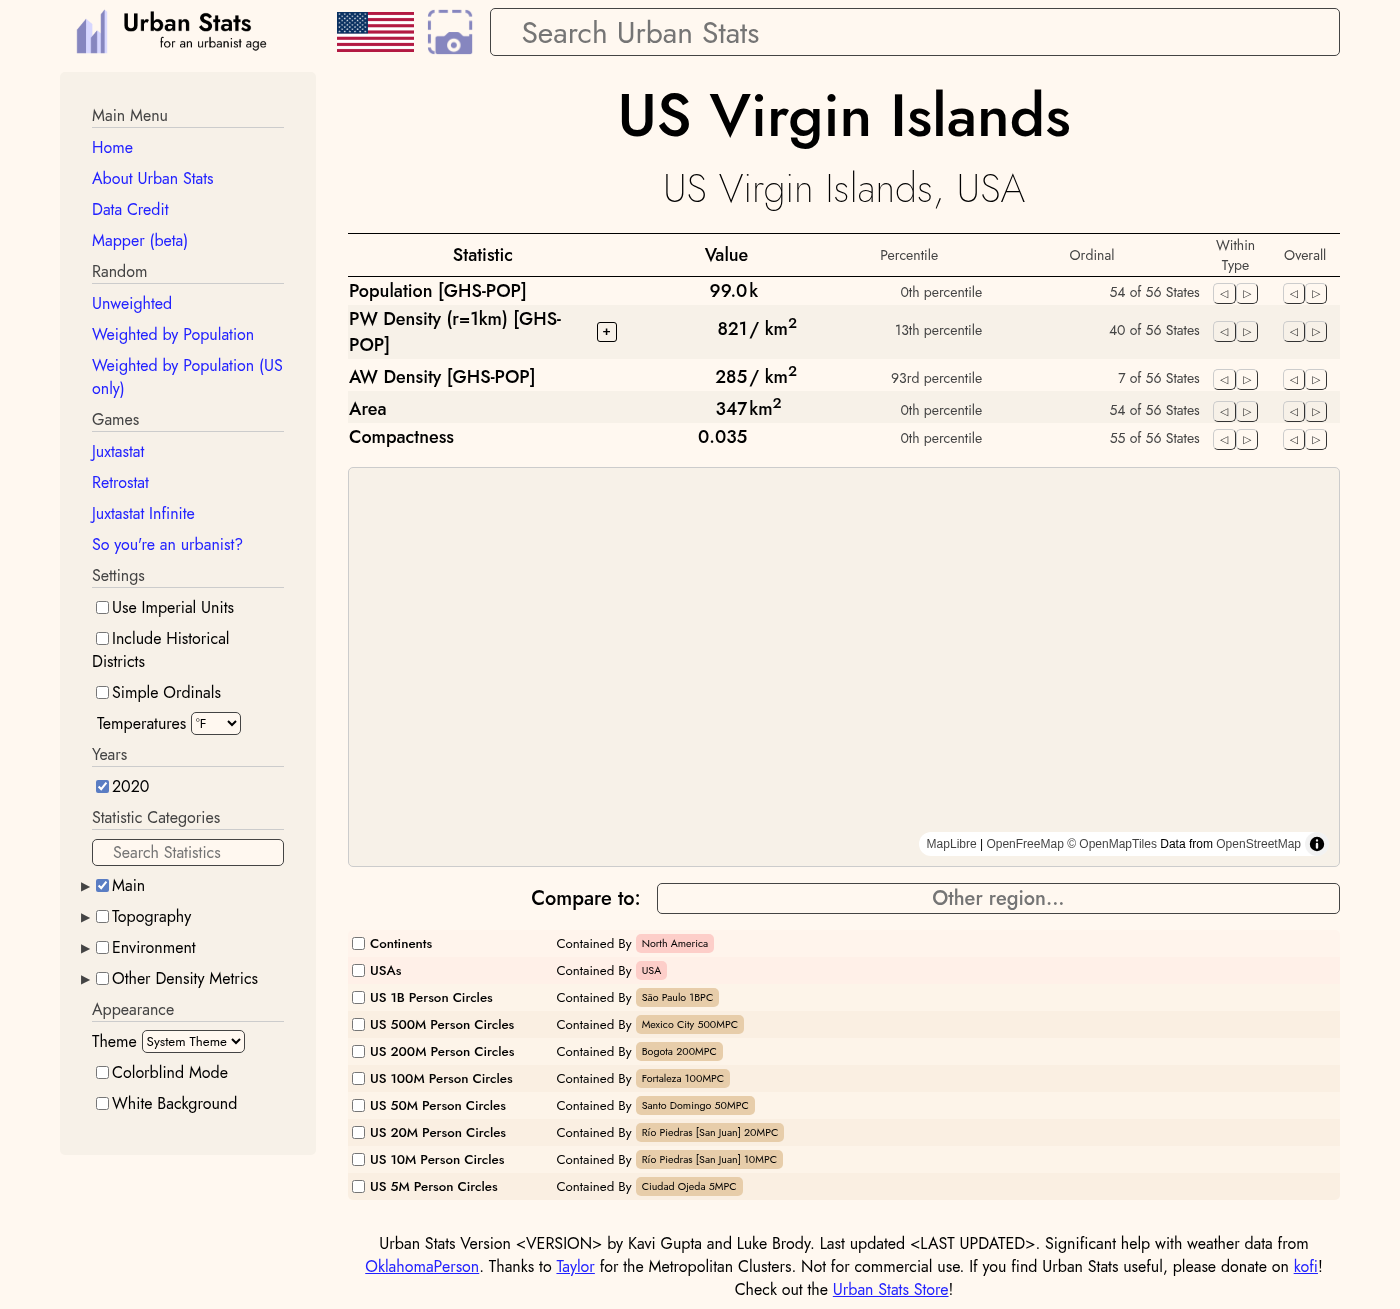 Urban Stats
for an urbanist age
Search Urban Stats
Main Menu
Home
About Urban Stats
Data Credit
Mapper (beta)
Random
Unweighted
Weighted by Population
Weighted by Population (US
only)
Games
Juxtastat
Retrostat
Juxtastat Infinite
So you're an urbanist?
Settings
Use Imperial Units
Include Historical
Districts
Simple Ordinals
Temperatures °F
Years
2020
Statistic Categories
Search Statistics
Main
Topography
Environment
Other Density Metrics
Appearance
Theme System Theme
Colorblind Mode
White Background
US Virgin Islands
US Virgin Islands, USA
Statistic Value Percentile Ordinal Within Type Overall
Population [GHS-POP] 99.0 k 0th percentile 54 of 56 States
PW Density (r=1km) [GHS-
POP] + 821 / km² 13th percentile 40 of 56 States
AW Density [GHS-POP] 285 / km² 93rd percentile 7 of 56 States
Area 347 km² 0th percentile 54 of 56 States
Compactness 0.035 0th percentile 55 of 56 States
MapLibre | OpenFreeMap © OpenMapTiles Data from OpenStreetMap
Compare to: Other region...
Continents Contained By North America
USAs Contained By USA
US 1B Person Circles Contained By São Paulo 1BPC
US 500M Person Circles Contained By Mexico City 500MPC
US 200M Person Circles Contained By Bogota 200MPC
US 100M Person Circles Contained By Fortaleza 100MPC
US 50M Person Circles Contained By Santo Domingo 50MPC
US 20M Person Circles Contained By Río Piedras [San Juan] 20MPC
US 10M Person Circles Contained By Río Piedras [San Juan] 10MPC
US 5M Person Circles Contained By Ciudad Ojeda 5MPC
Urban Stats Version <VERSION> by Kavi Gupta and Luke Brody. Last updated <LAST UPDATED>. Significant help with weather data from
OklahomaPerson. Thanks to Taylor for the Metropolitan Clusters. Not for commercial use. If you find Urban Stats useful, please donate on kofi!
Check out the Urban Stats Store!